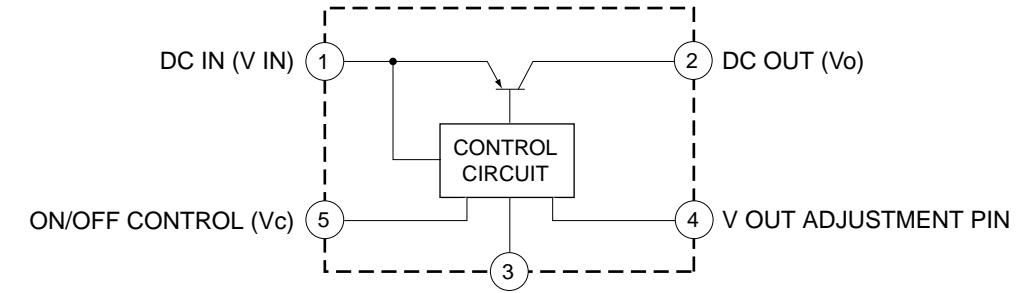 DC IN (V IN)
1
2
DC OUT (Vo)
CONTROL
CIRCUIT
ON/OFF CONTROL (Vc)
5
4
V OUT ADJUSTMENT PIN
3